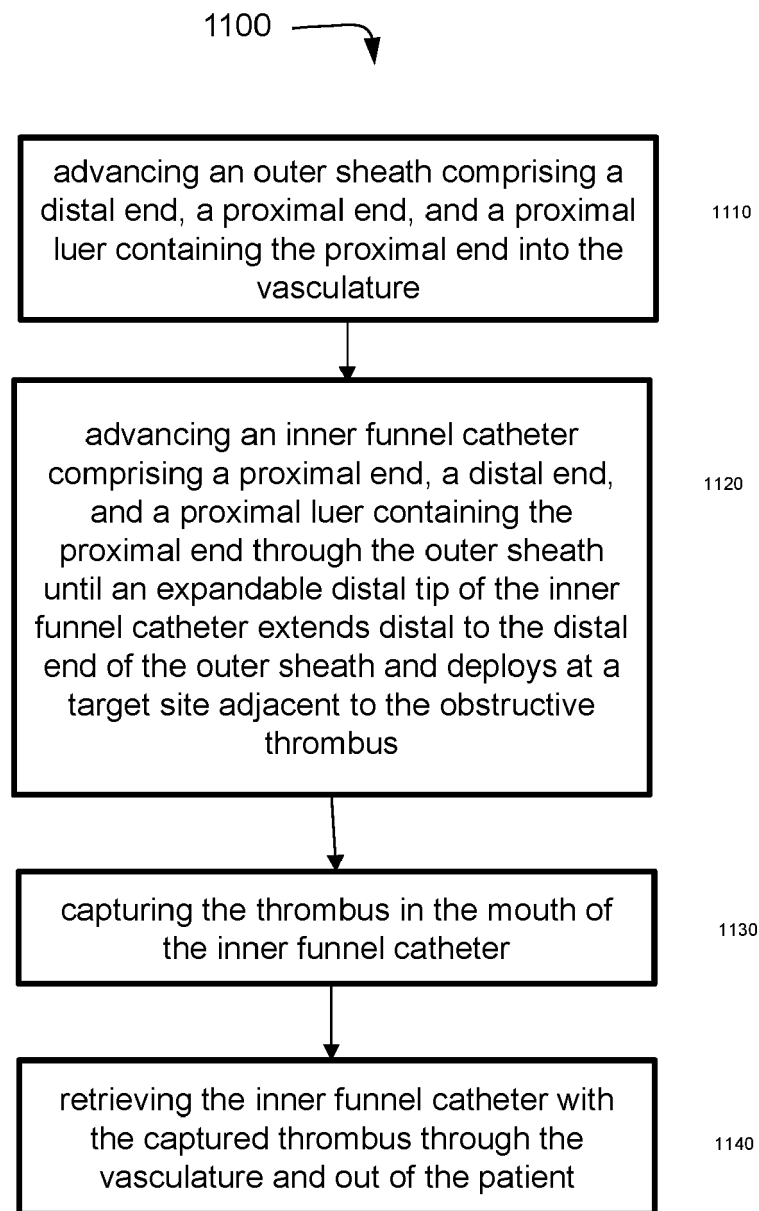 1100
advancing an outer sheath comprising a
distal end, a proximal end, and a proximal
luer containing the proximal end into the
vasculature
1110
advancing an inner funnel catheter
comprising a proximal end, a distal end,
and a proximal luer containing the
proximal end through the outer sheath
until an expandable distal tip of the inner
funnel catheter extends distal to the distal
end of the outer sheath and deploys at a
target site adjacent to the obstructive
thrombus
1120
capturing the thrombus in the mouth of
the inner funnel catheter
1130
retrieving the inner funnel catheter with
the captured thrombus through the
vasculature and out of the patient
1140